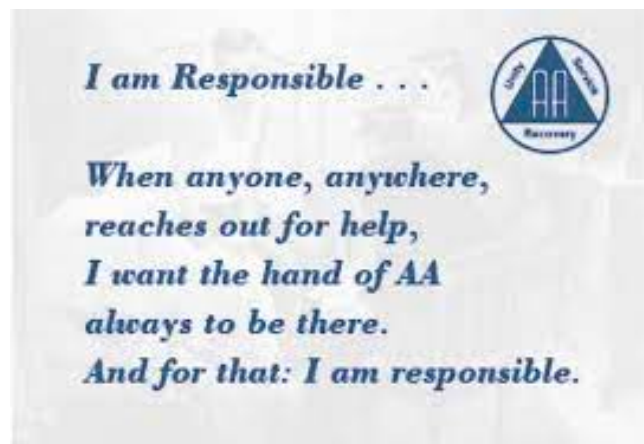 I am Responsible . . .
Unity
Service
AA
Recovery
When anyone, anywhere,
reaches out for help,
I want the hand of AA
always to be there.
And for that: I am responsible.